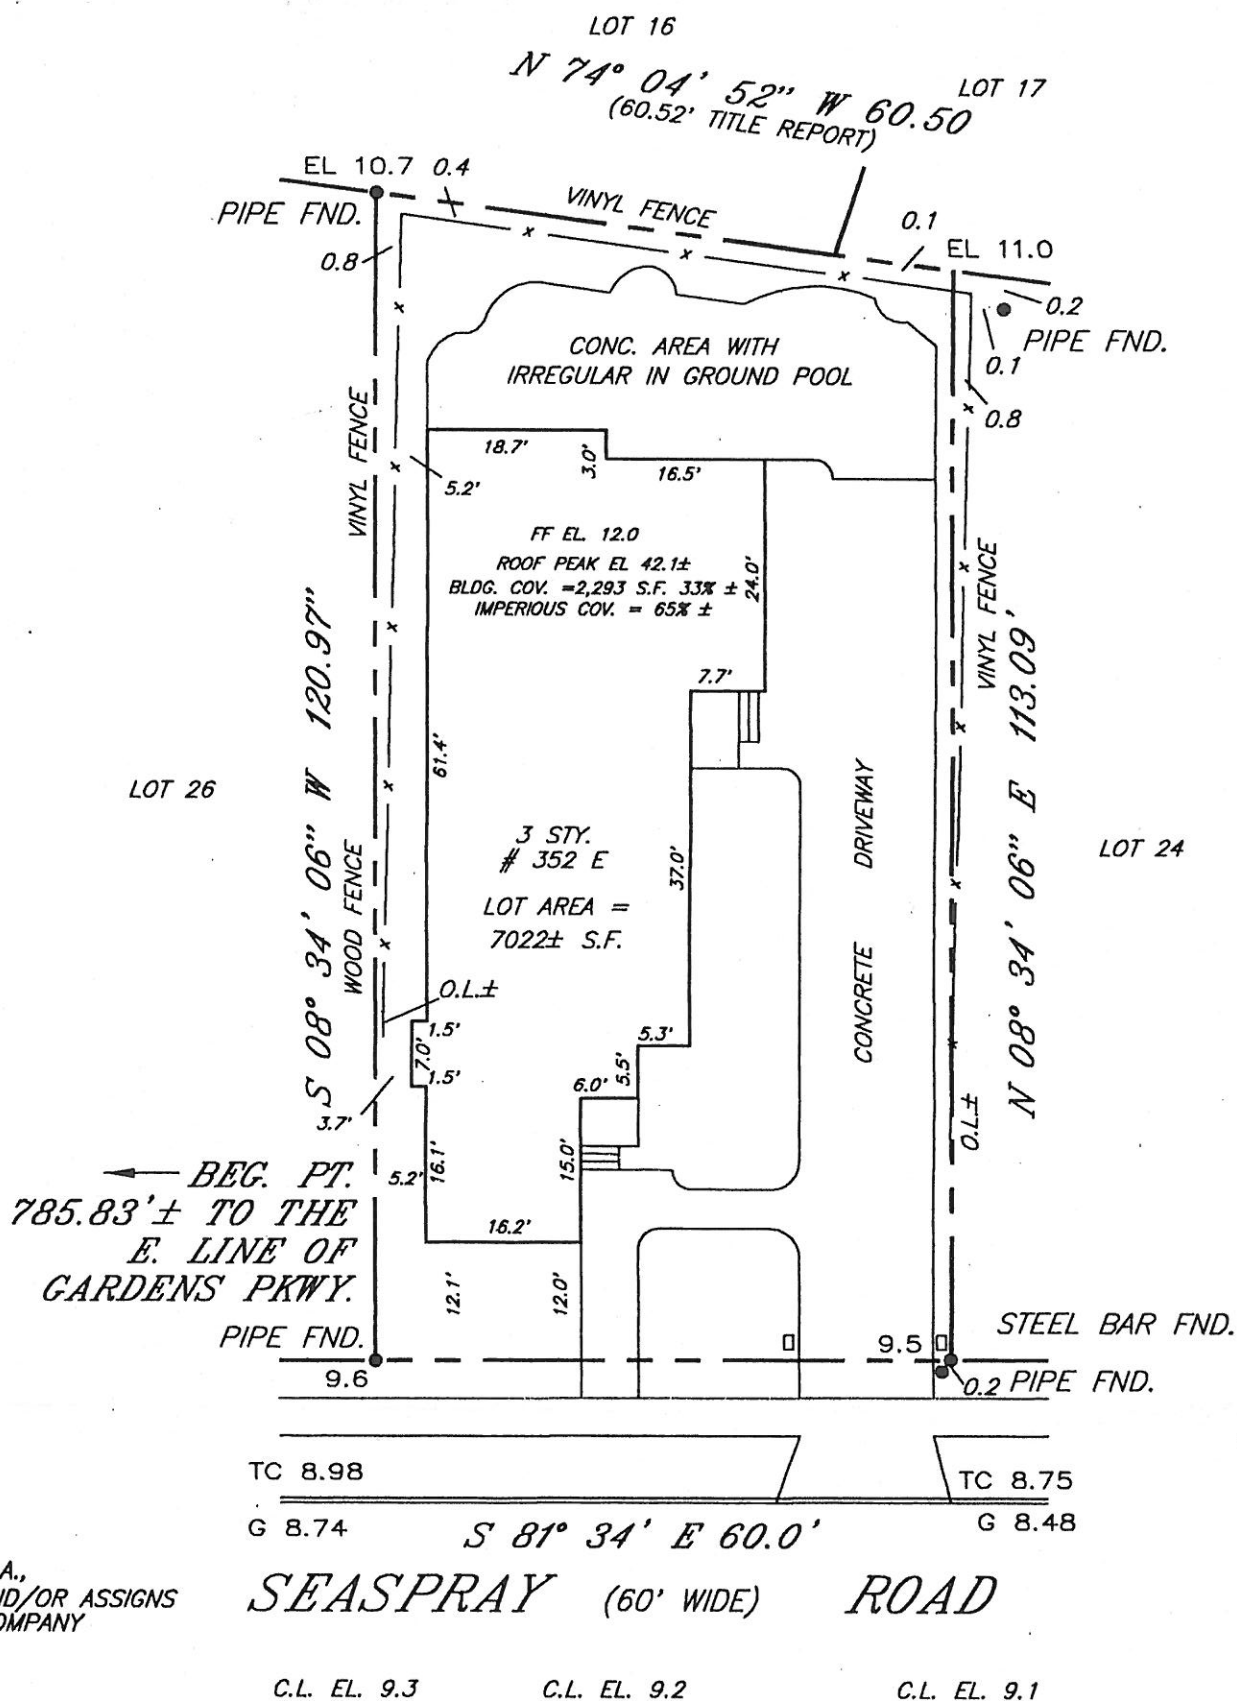 LOT 16
N 74° 04' 52" W 60.50
(60.52' TITLE REPORT)
LOT 17
EL 10.7
0.4
PIPE FND.
VINYL FENCE
0.1
EL 11.0
0.8
0.2
PIPE FND.
0.1
0.8
CONC. AREA WITH
IRREGULAR IN GROUND POOL
18.7'
3.0'
16.5'
VINYL FENCE
5.2'
FF EL. 12.0
ROOF PEAK EL 42.1±
BLDG. COV. =2,293 S.F. 33% ±
IMPERIOUS COV. = 65% ±
24.0'
VINYL FENCE
7.7'
S 08° 34' 06" W 120.97"
N 08° 34' 06" E 113.09'
61.4'
LOT 26
WOOD FENCE
3 STY.
# 352 E
LOT AREA =
7022± S.F.
37.0'
CONCRETE DRIVEWAY
LOT 24
O.L.±
1.5'
7.0'
1.5'
5.3'
5.5'
6.0'
3.7'
O.L.±
BEG. PT.
785.83'± TO THE
E. LINE OF
GARDENS PKWY.
5.2'
16.1'
15.0'
16.2'
12.1'
12.0'
PIPE FND.
9.6
9.5
STEEL BAR FND.
0.2 PIPE FND.
TC 8.98
TC 8.75
G 8.74
S 81° 34' E 60.0'
G 8.48
A.,
ND/OR ASSIGNS
OMPANY
SEASPRAY (60' WIDE) ROAD
C.L. EL. 9.3
C.L. EL. 9.2
C.L. EL. 9.1